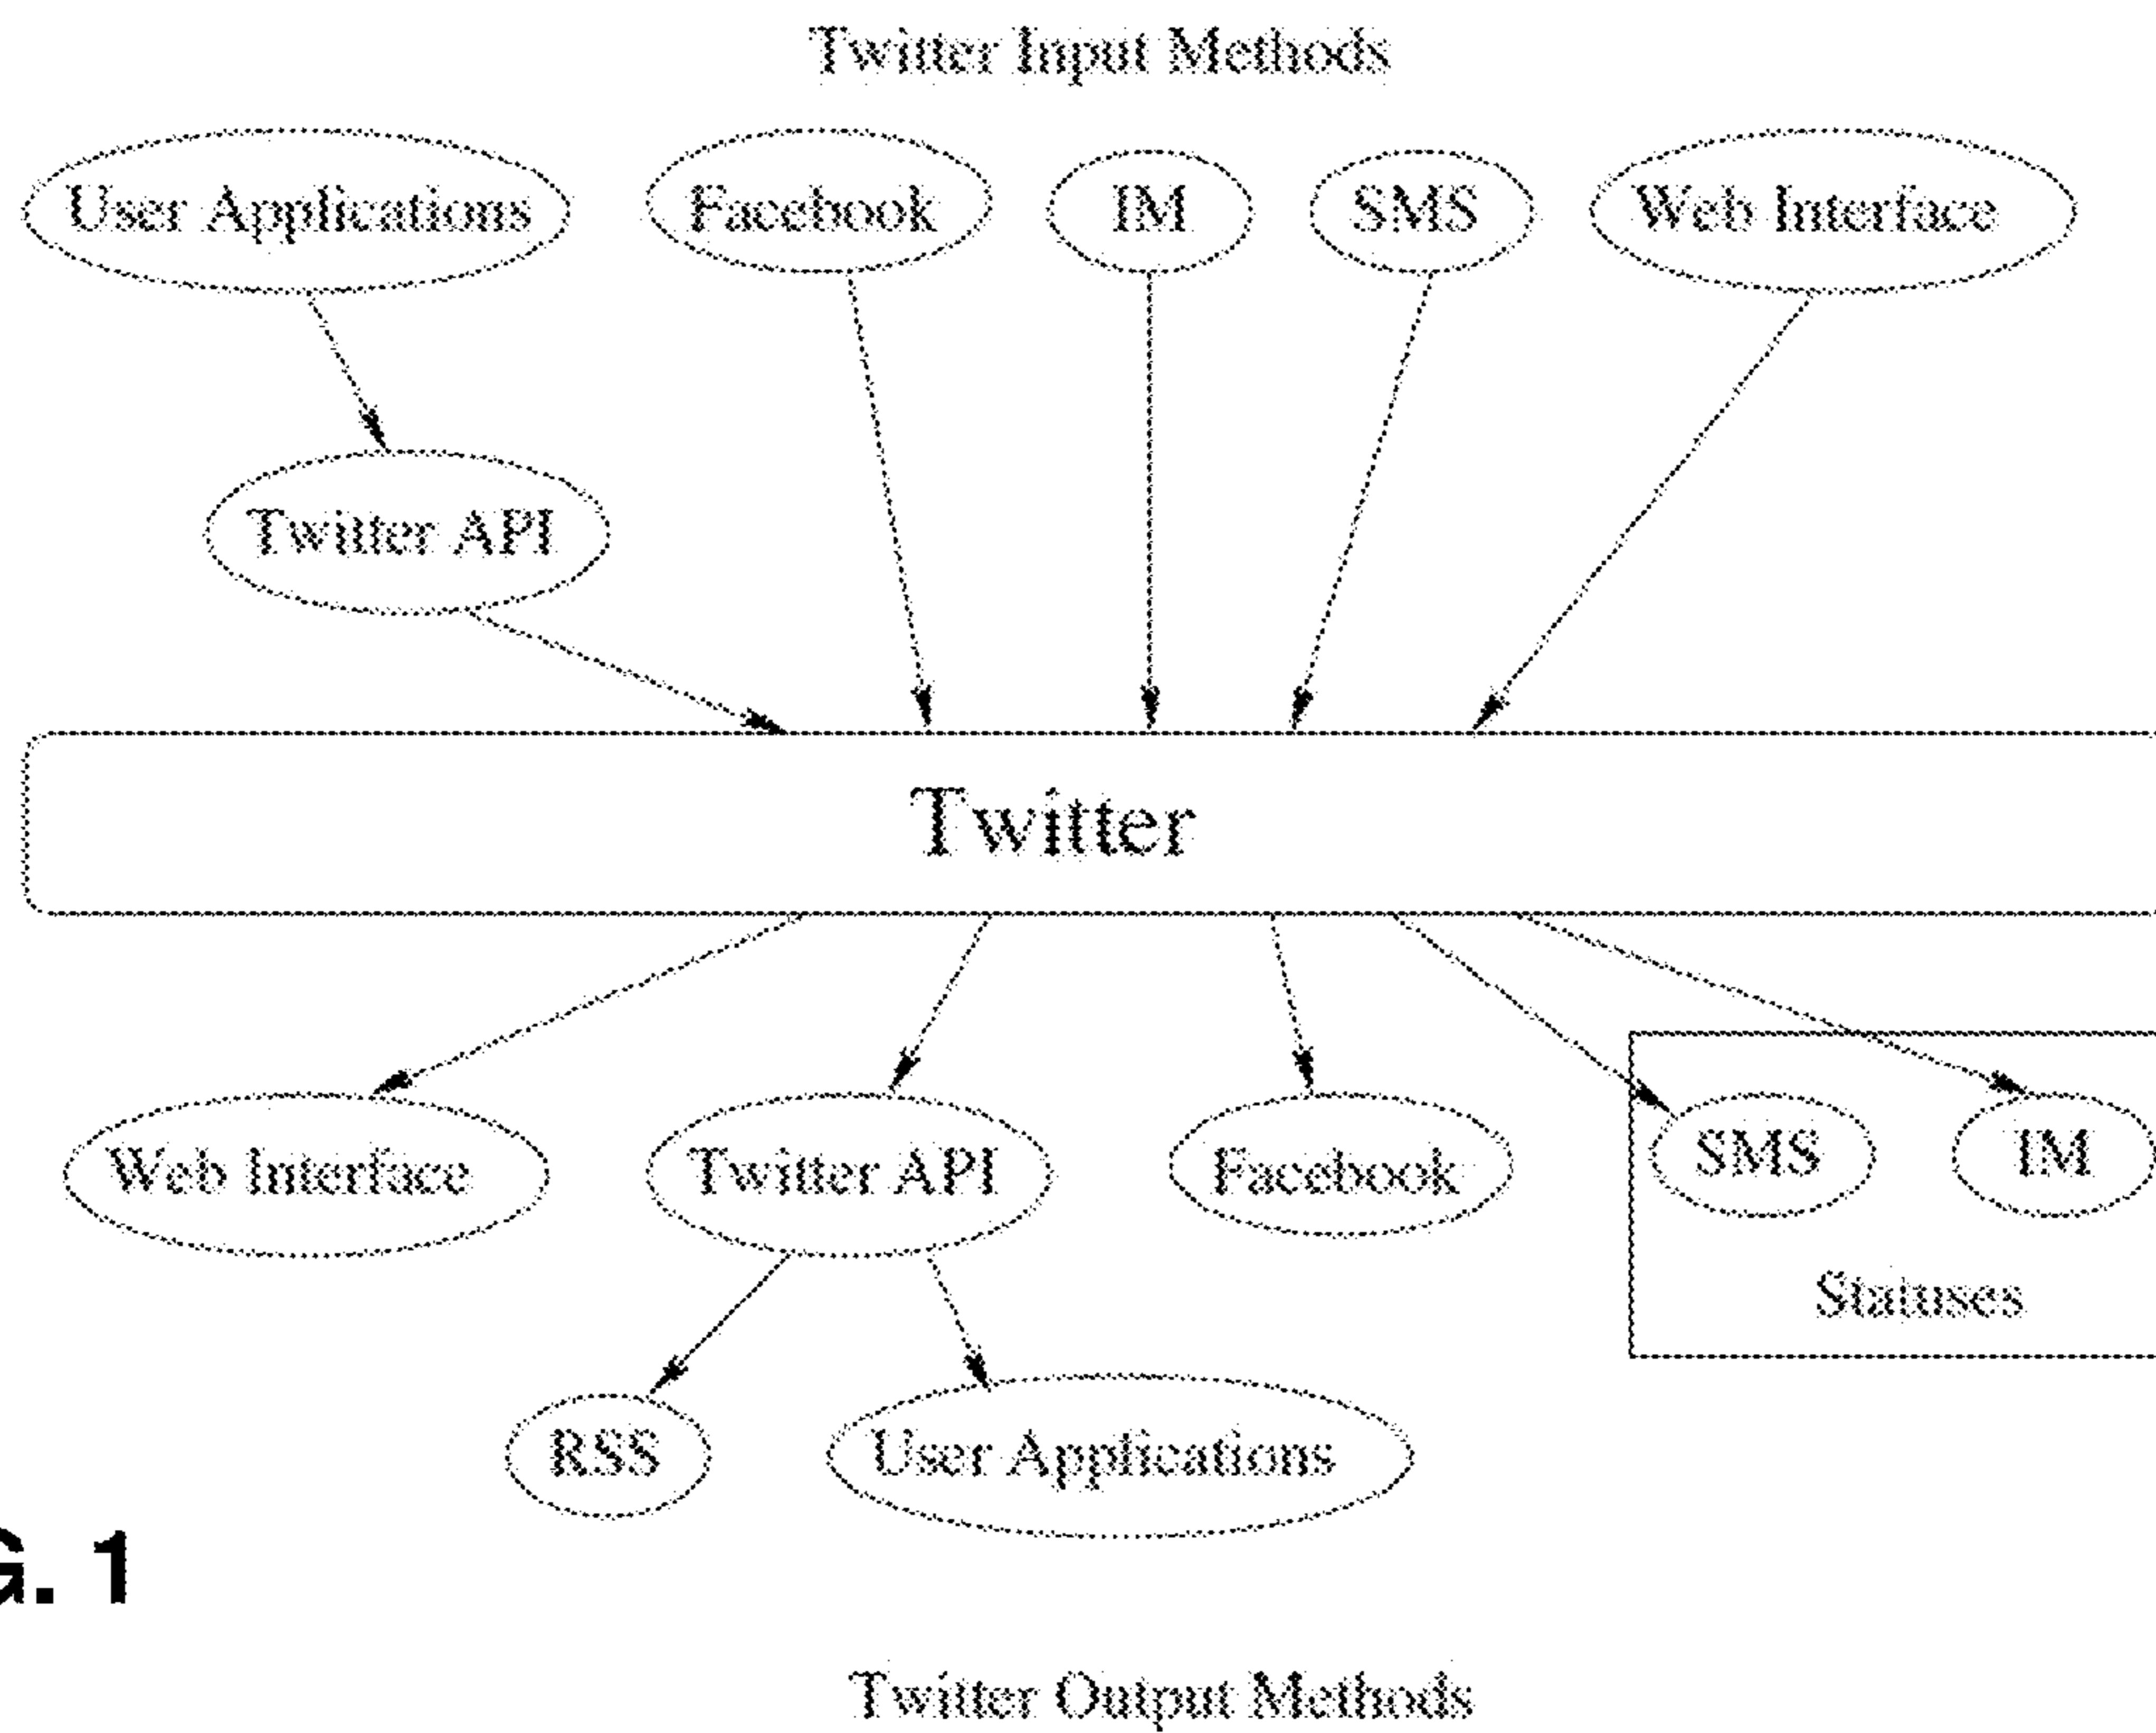 Twitter Input Methods
User Applications Facebook IM SMS Web Interface
Twitter API
Twitter
Web Interface Twitter API Facebook SMS IM
Statuses
RSS User Applications
G. 1
Twitter Output Methods